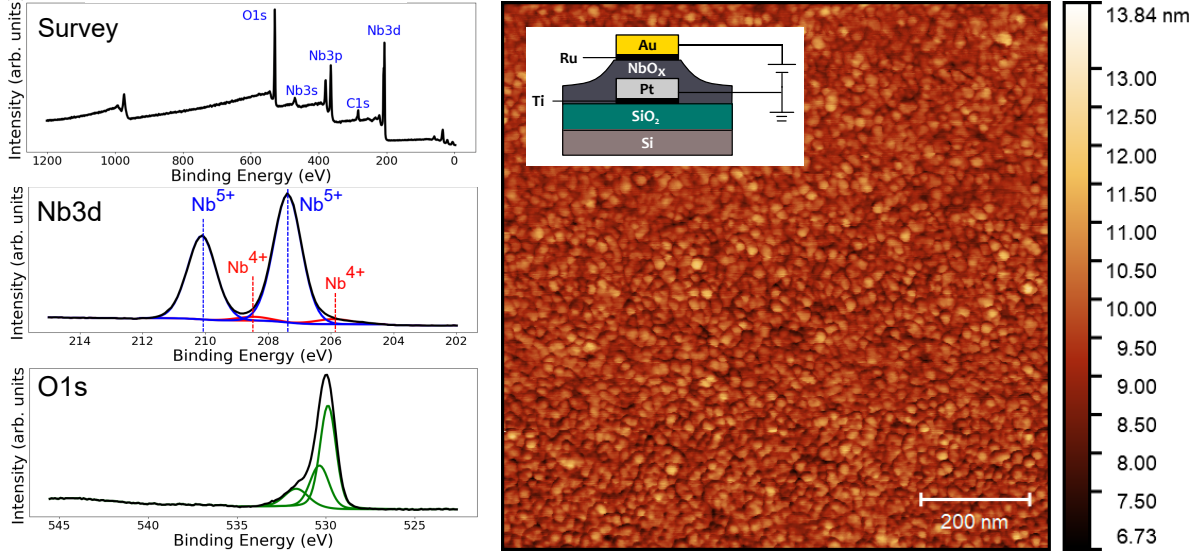 Survey
Intensity (arb. units)
O1s
Nb3s
Nb3p
C1s
Nb3d
1200 1000 800 600 400 200 0
Binding Energy (eV)
Nb3d
Intensity (arb. units)
Nb5+
Nb4+
Nb5+
Nb4+
214 212 210 208 206 204 202
Binding Energy (eV)
O1s
Intensity (arb. units)
545 540 535 530 525
Binding Energy (eV)
Au
Ru
NbOx
Pt
Ti
SiO₂
Si
200 nm
13.84 nm
13.00
12.50
12.00
11.50
11.00
10.50
10.00
9.50
9.00
8.50
8.00
7.50
6.73